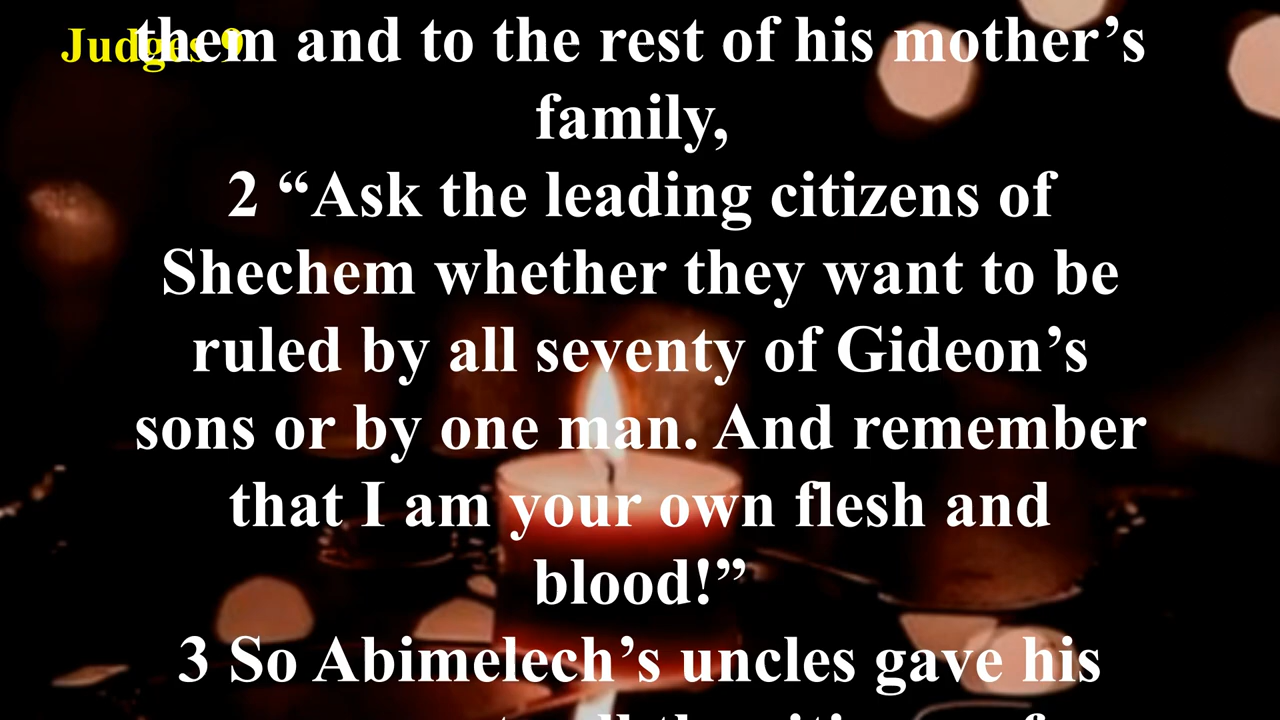 Judges 9
them and to the rest of his mother’s
family,
2 “Ask the leading citizens of
Shechem whether they want to be
ruled by all seventy of Gideon’s
sons or by one man. And remember
that I am your own flesh and
blood!”
3 So Abimelech’s uncles gave his